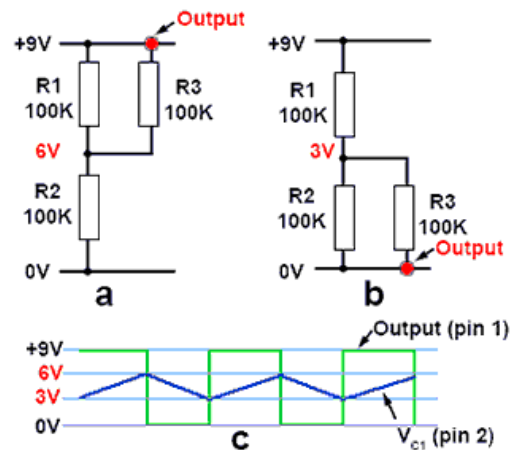 Output
+9V
R1
100K
R3
100K
6V
R2
100K
0V
a
+9V
R1
100K
3V
R2
100K
R3
100K
Output
0V
b
Output (pin 1)
+9V
6V
3V
0V
c
VC1 (pin 2)